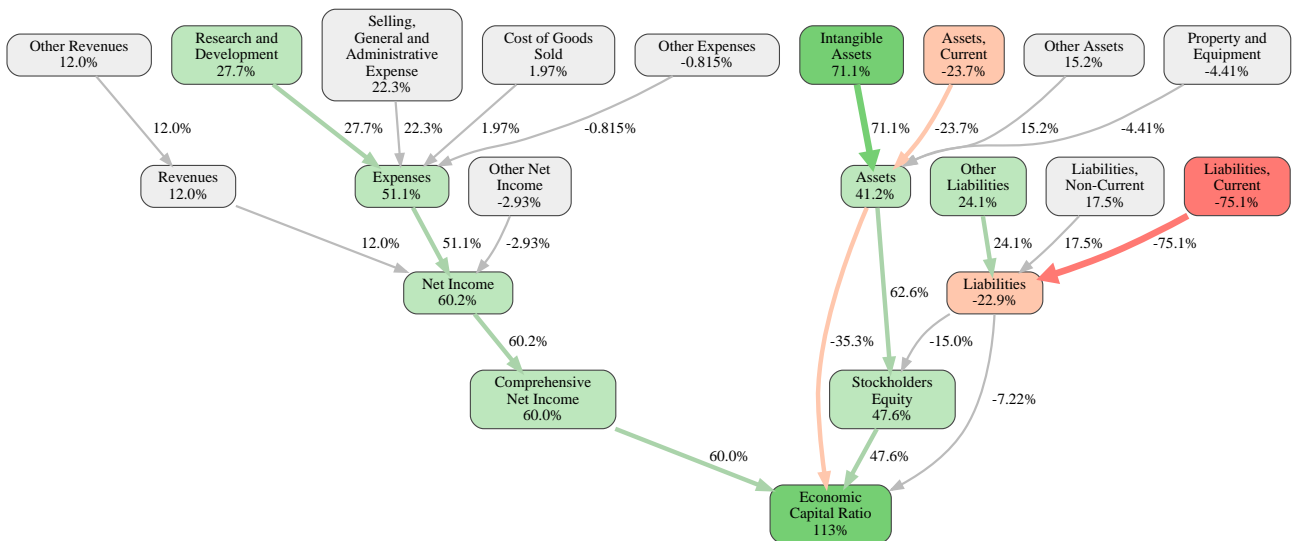 Other Revenues
12.0%
Research and
Development
27.7%
Selling,
General and
Administrative
Expense
22.3%
Cost of Goods
Sold
1.97%
Other Expenses
-0.815%
Intangible
Assets
71.1%
Assets,
Current
-23.7%
Other Assets
15.2%
Property and
Equipment
-4.41%
12.0%
27.7%
22.3%
1.97%
-0.815%
71.1%
-23.7%
15.2%
-4.41%
Revenues
12.0%
Expenses
51.1%
Other Net
Income
-2.93%
Assets
41.2%
Other
Liabilities
24.1%
Liabilities,
Non-Current
17.5%
Liabilities,
Current
-75.1%
12.0%
51.1%
-2.93%
24.1%
17.5%
-75.1%
Net Income
60.2%
62.6%
Liabilities
-22.9%
60.2%
-35.3%
-15.0%
Comprehensive
Net Income
60.0%
Stockholders
Equity
47.6%
-7.22%
60.0%
47.6%
Economic
Capital Ratio
113%